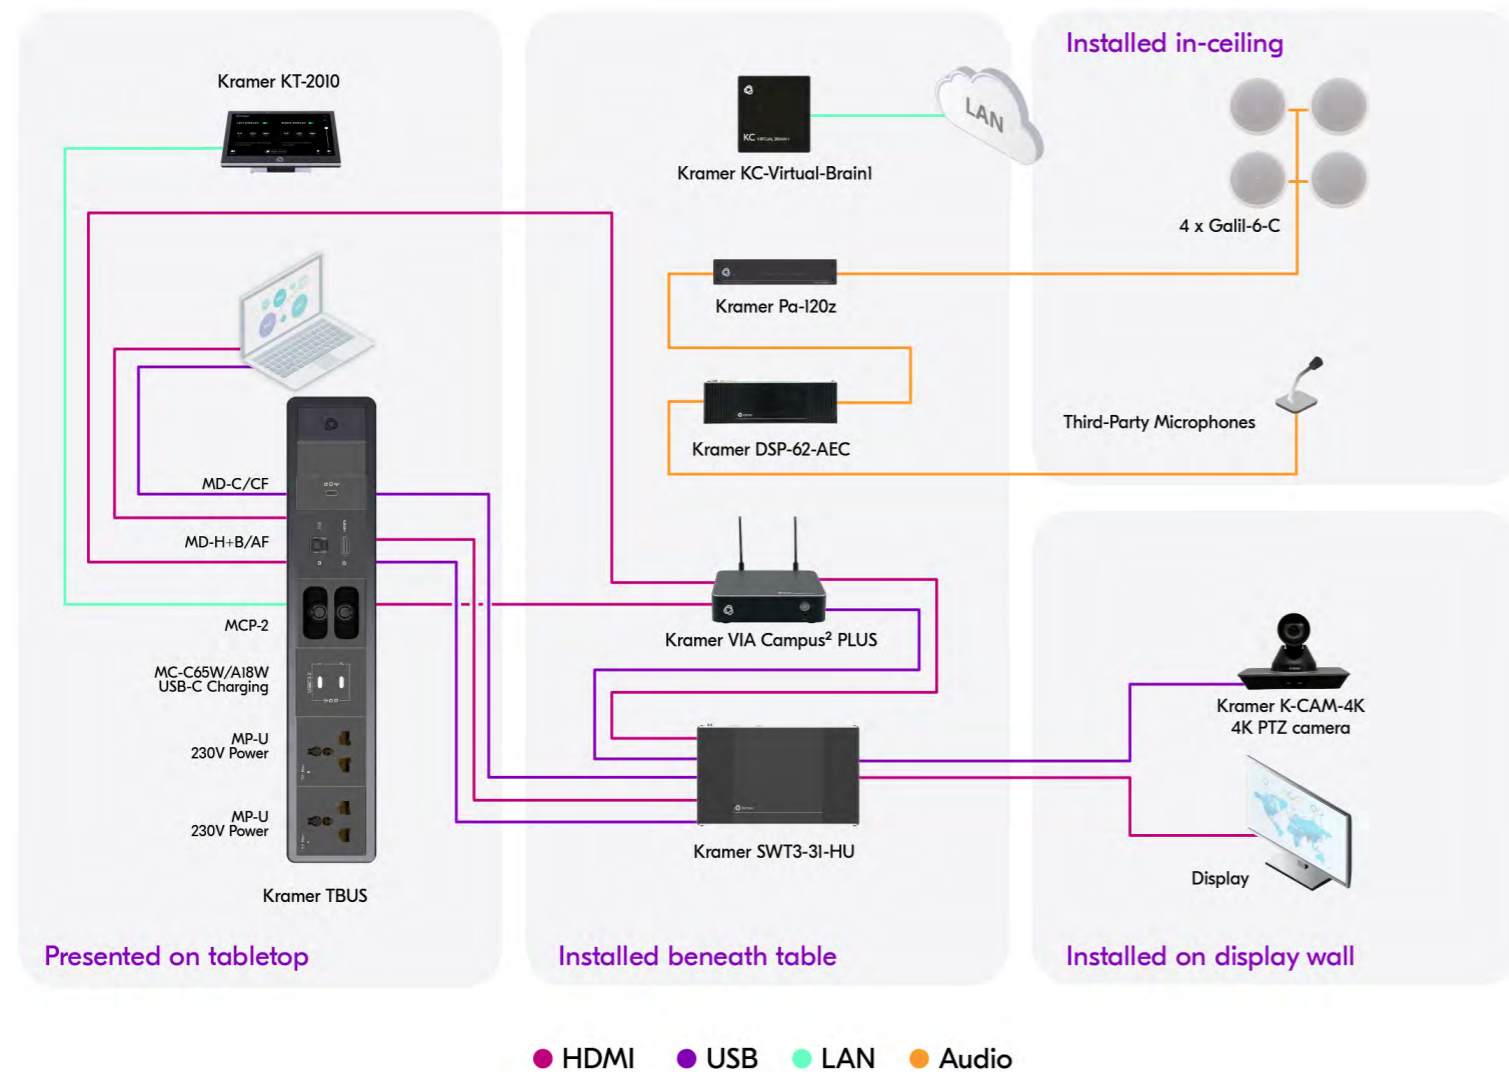 Installed in-ceiling
Kramer KT-2010
LAN
KC VIRTUAL BRAIN1
Kramer KC-Virtual-Brain1
4 x Galil-6-C
Kramer Pa-120z
Third-Party Microphones
Kramer DSP-62-AEC
MD-C/CF
MD-H+B/AF
MCP-2
Kramer VIA Campus² PLUS
MC-C65W/A18W
USB-C Charging
Kramer K-CAM-4K
4K PTZ camera
MP-U
230V Power
MP-U
230V Power
Kramer SWT3-31-HU
Display
Kramer TBUS
Presented on tabletop
Installed beneath table
Installed on display wall
HDMI
USB
LAN
Audio